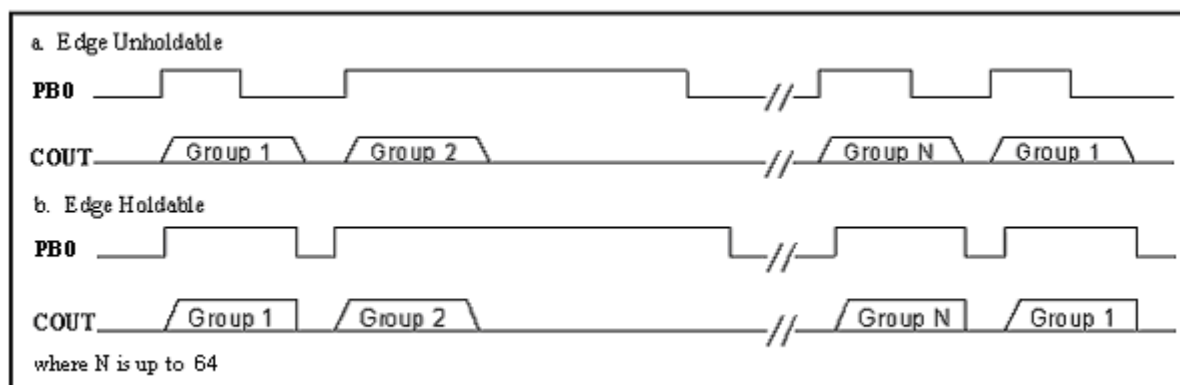 a. Edge Unholdable
PB0
COUT Group 1 Group 2 Group N Group 1
b. Edge Holdable
PB0
COUT Group 1 Group 2 Group N Group 1
where N is up to 64